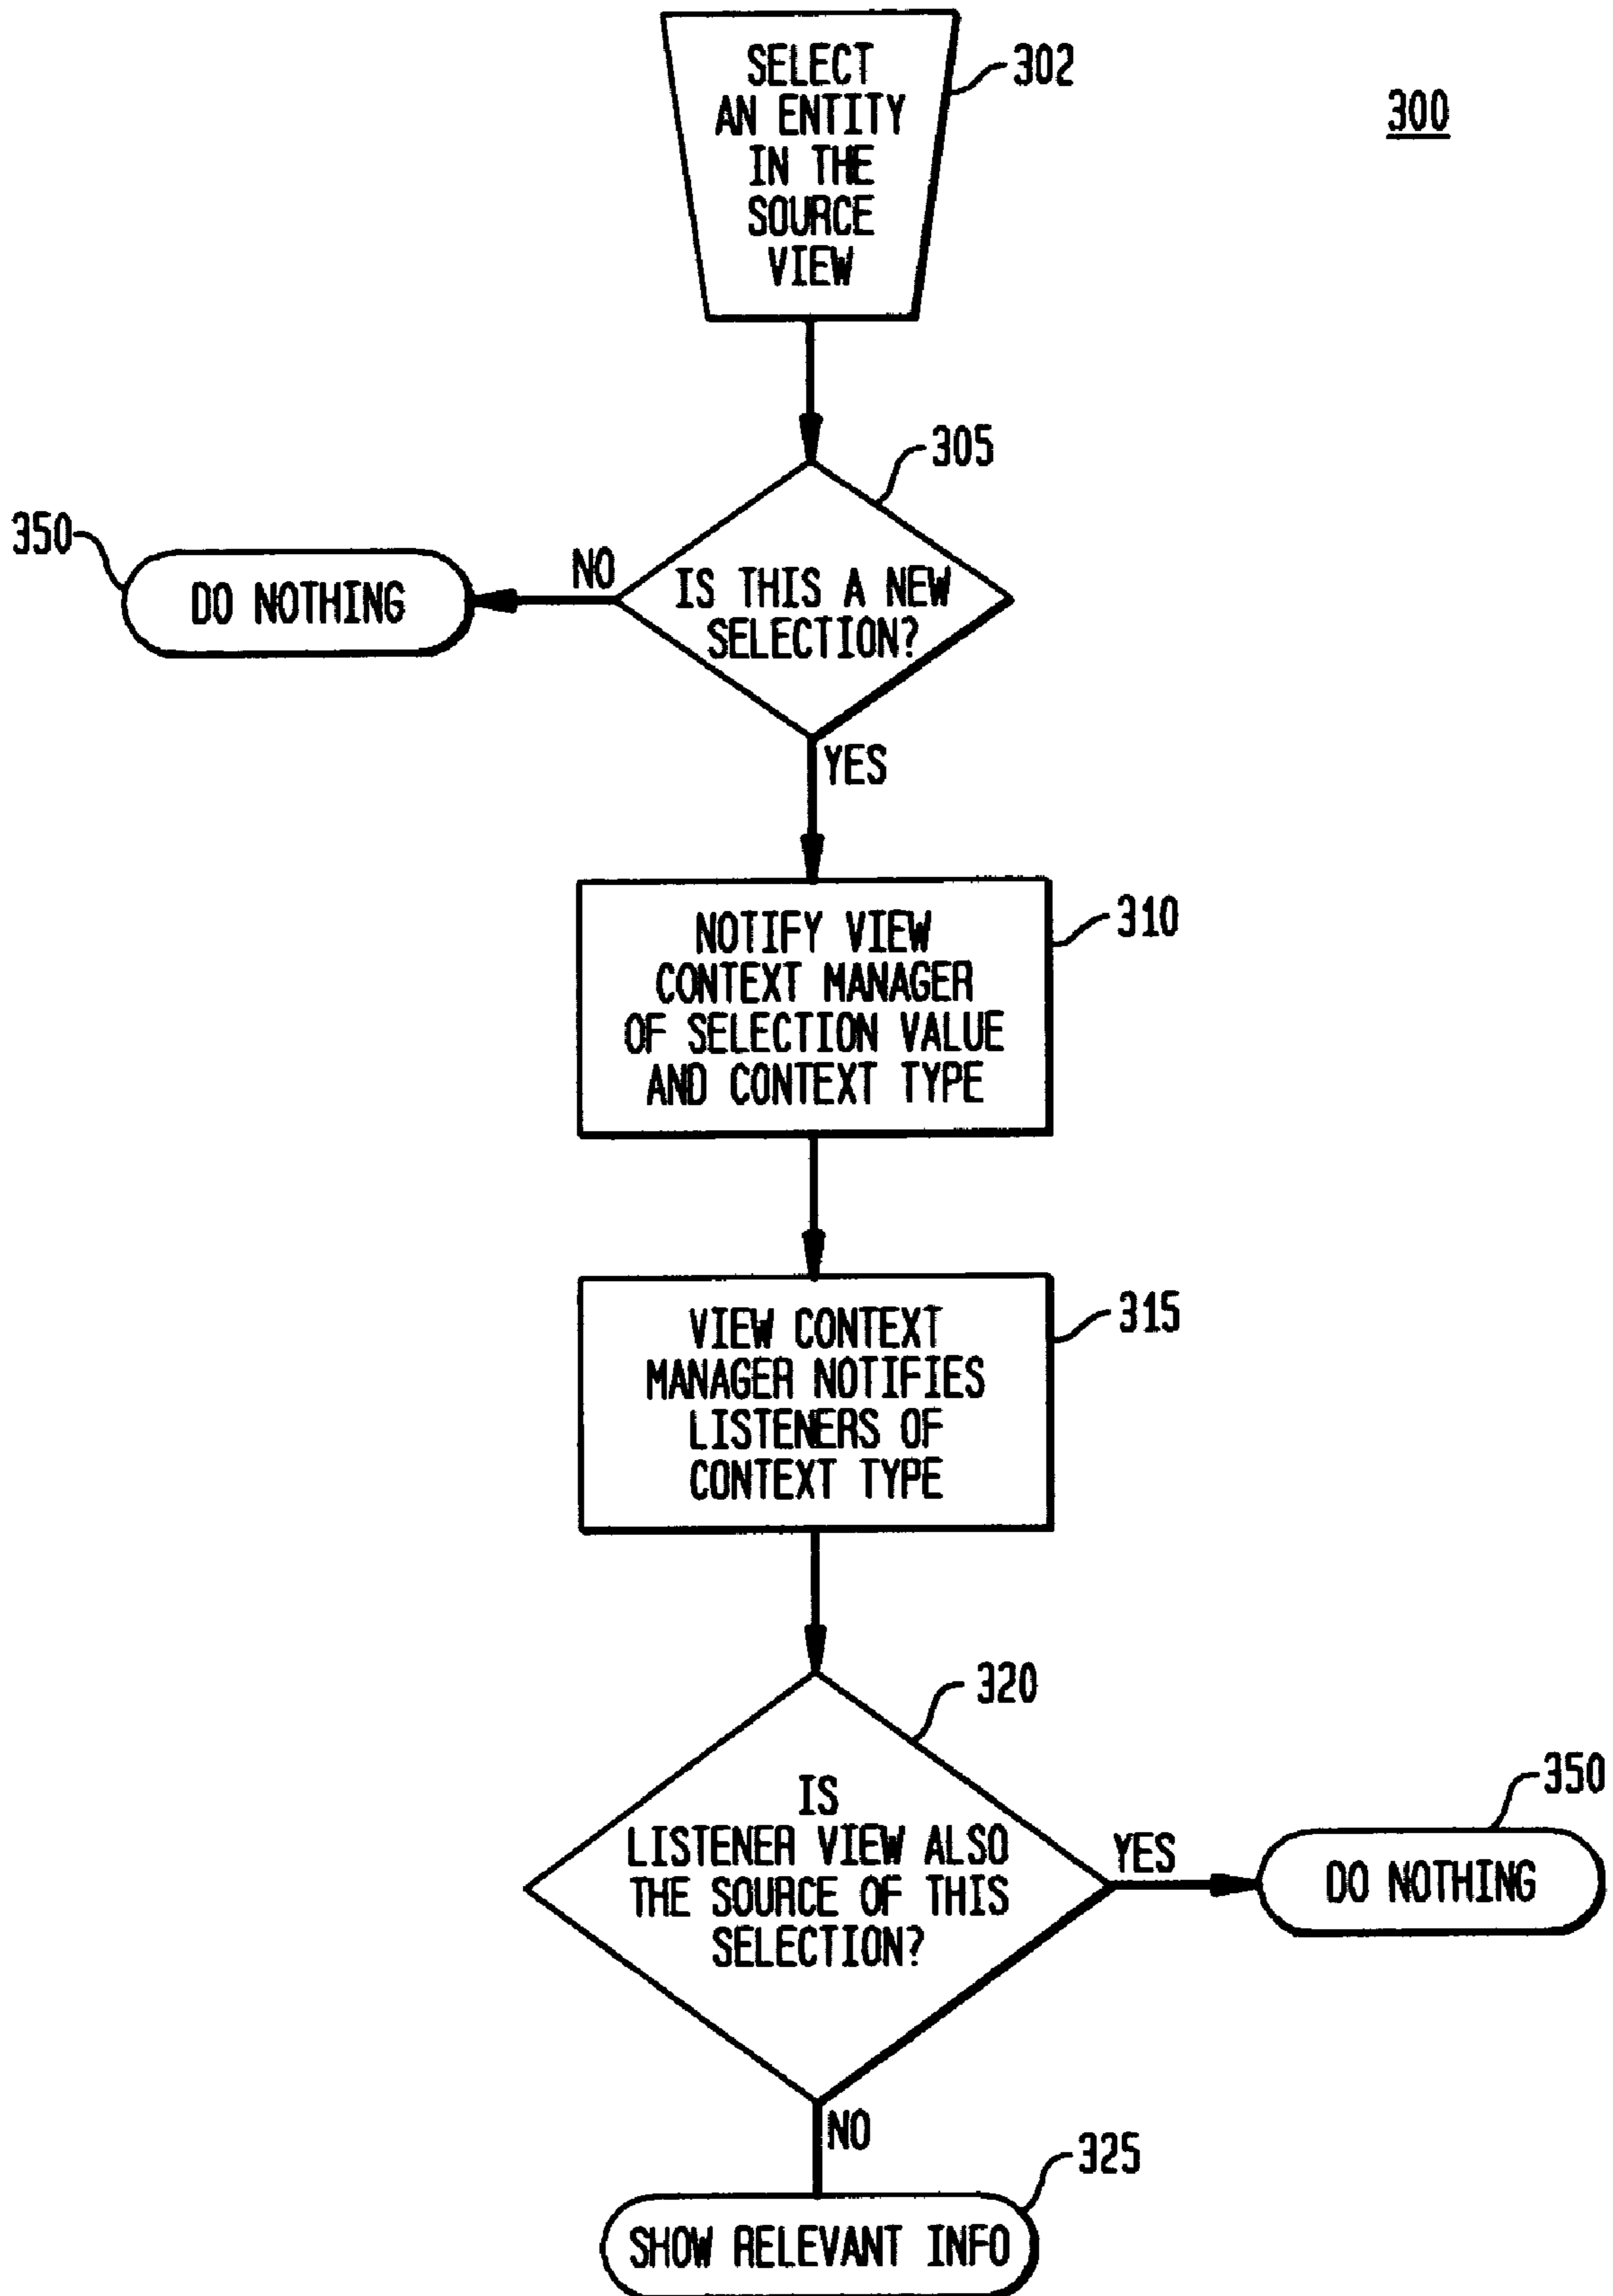 SELECT
AN ENTITY
IN THE
SOURCE
VIEW
302
300
305
350
DO NOTHING
NO
IS THIS A NEW
SELECTION?
YES
310
NOTIFY VIEW
CONTEXT MANAGER
OF SELECTION VALUE
AND CONTEXT TYPE
315
VIEW CONTEXT
MANAGER NOTIFIES
LISTENERS OF
CONTEXT TYPE
320
IS
LISTENER VIEW ALSO
THE SOURCE OF THIS
SELECTION?
YES
350
DO NOTHING
NO
325
SHOW RELEVANT INFO